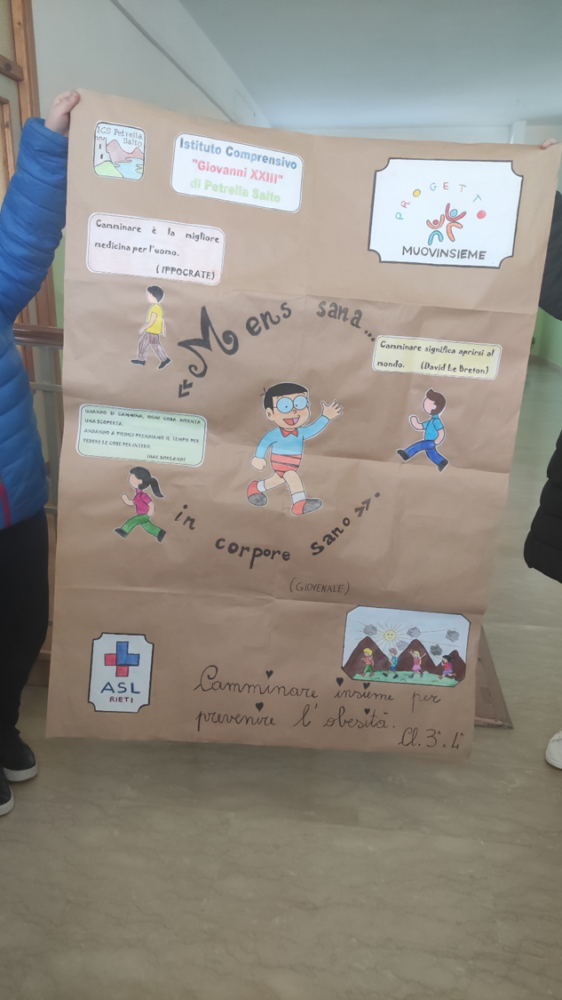 ICS Petrella
Salto
Istituto Comprensivo
"Giovanni XXIII"
di Petrella Salto
PROGETTO
MUOVINSIEME
Camminare è la migliore
medicina per l'uomo.
(IPPOCRATE)
«Mens sana...
Camminare significa aprirsi al
mondo. (David Le Breton)
QUANDO SI CAMMINA, OGNI COSA DIVENTA
UNA SCOPERTA.
ANDANDO A PIEDICI PRENDIAMO IL TEMPO PER
VEDERE LE COSE PER INTERO.
(HAL BORLAND)
in corpore sano».
(GIOVENALE)
ASL
RIETI
Camminare insieme per
prevenire l'obesità.
Cl. 3ª. 4ª